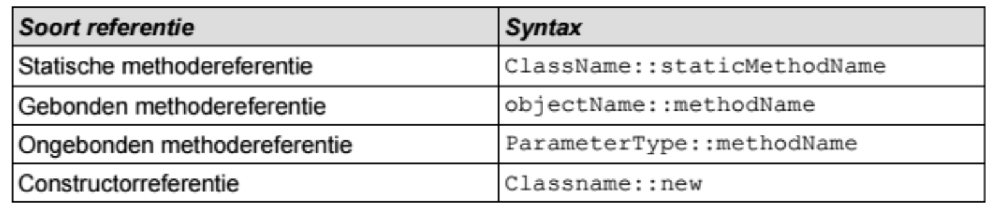 Soort referentie Syntax
Statische methodereferentie ClassName::staticMethodName
Gebonden methodereferentie objectName::methodName
Ongebonden methodereferentie ParameterType::methodName
Constructorreferentie Classname::new